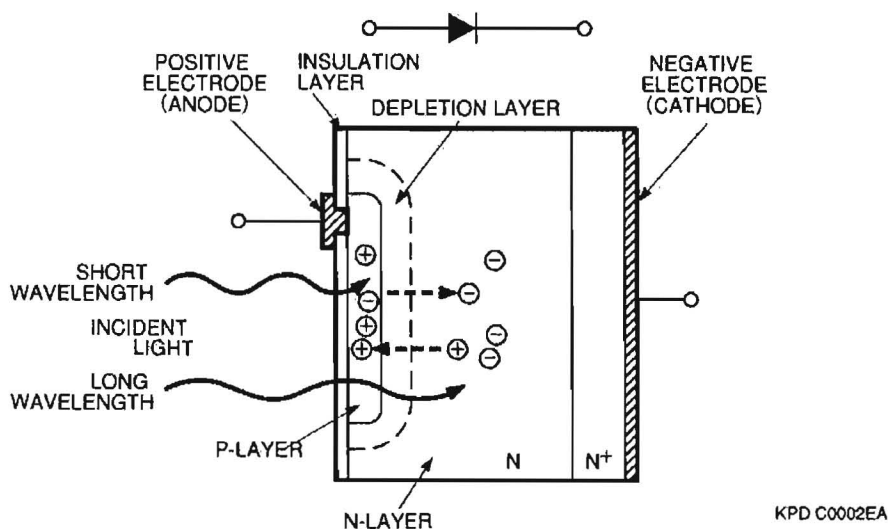 POSITIVE
ELECTRODE
(ANODE)
INSULATION
LAYER
DEPLETION LAYER
NEGATIVE
ELECTRODE
(CATHODE)
SHORT
WAVELENGTH
INCIDENT
LIGHT
LONG
WAVELENGTH
P-LAYER
N-LAYER
N
N+
KPD C0002EA